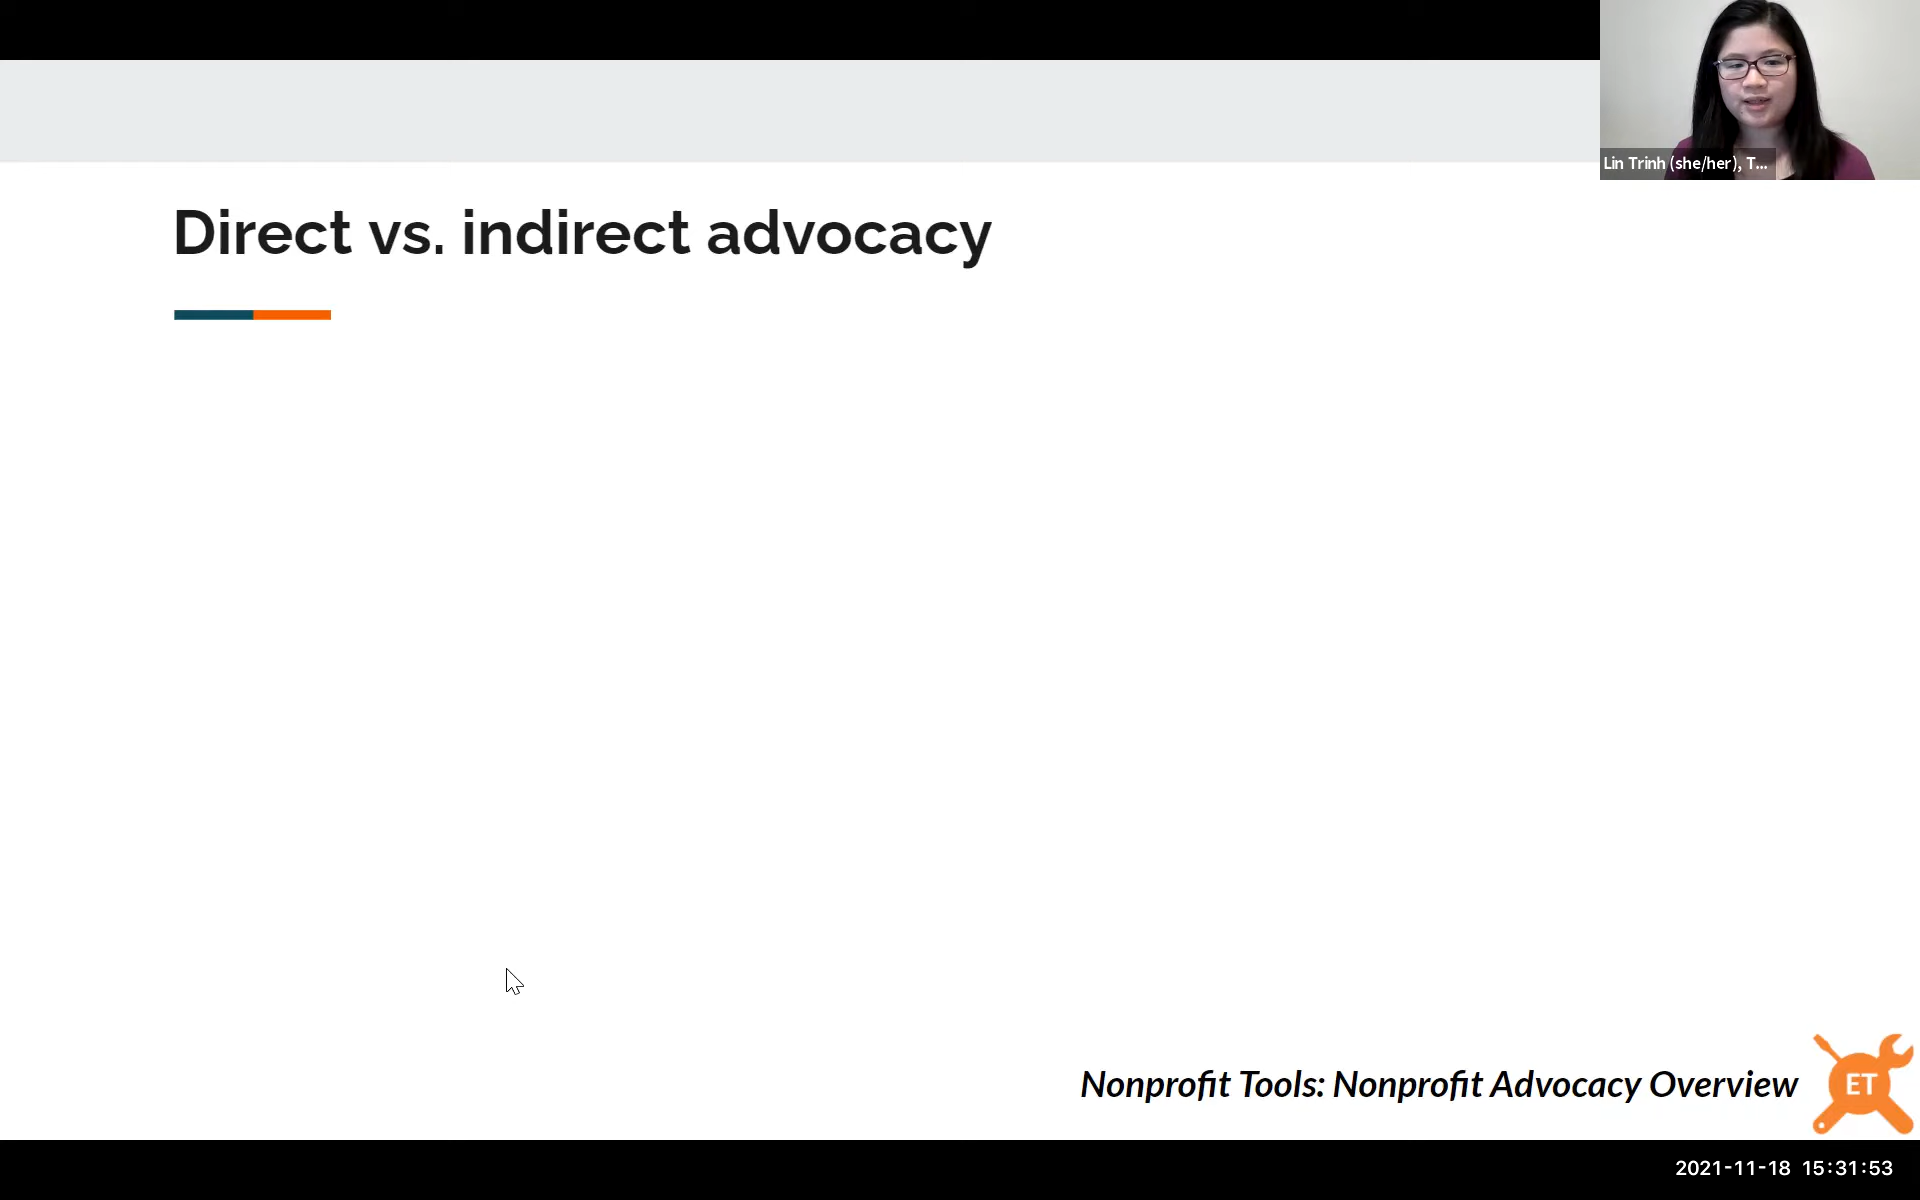 Lin Trinh (she/her), T...
Direct vs. indirect advocacy
Nonprofit Tools: Nonprofit Advocacy Overview
ET
2021-11-18 15:31:53